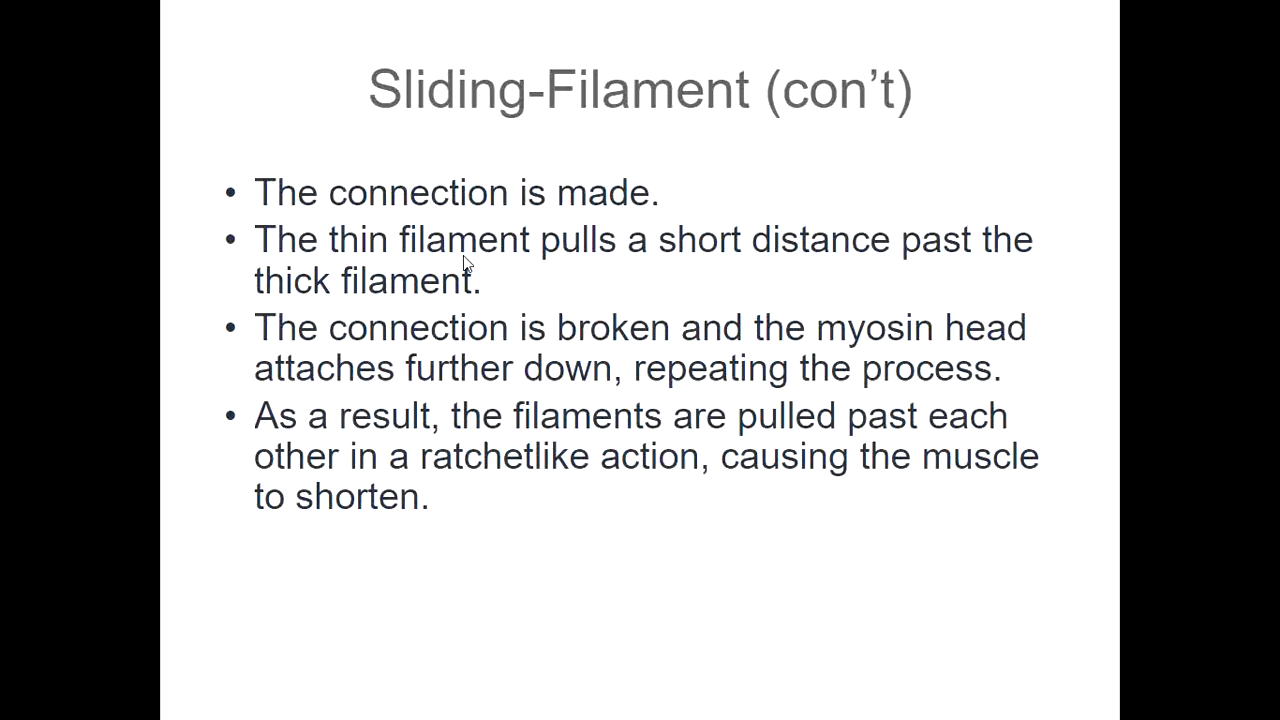 Sliding-Filament (con’t)
• The connection is made.
• The thin filament pulls a short distance past the
thick filament.
• The connection is broken and the myosin head
attaches further down, repeating the process.
• As a result, the filaments are pulled past each
other in a ratchetlike action, causing the muscle
to shorten.